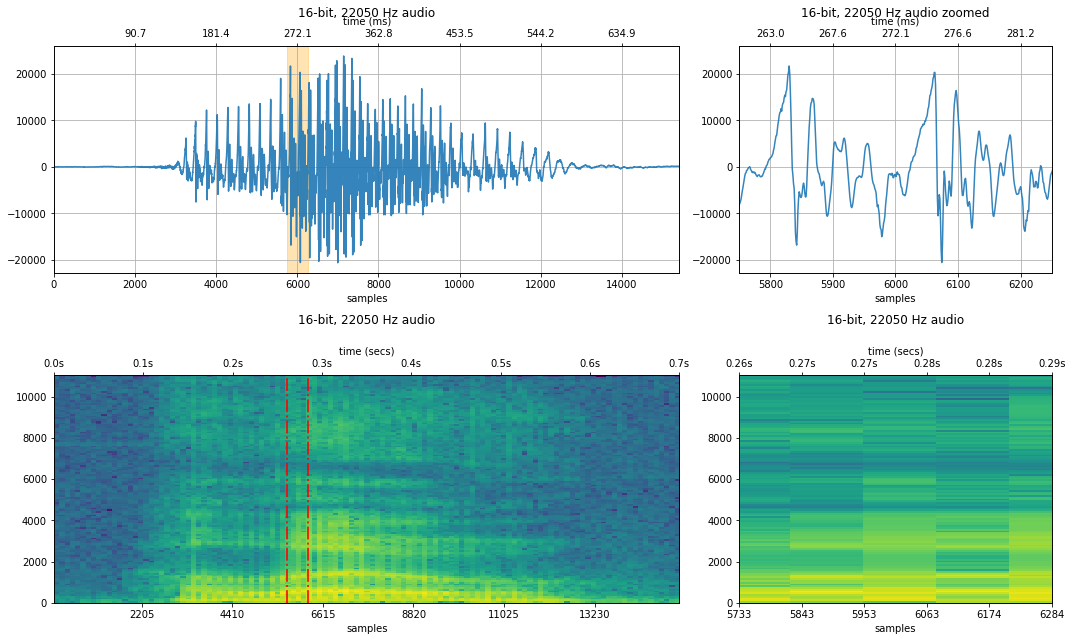 16-bit, 22050 Hz audio
time (ms)
90.7 181.4 272.1 362.8 453.5 544.2 634.9
20000
10000
0
−10000
−20000
0 2000 4000 6000 8000 10000 12000 14000
samples
16-bit, 22050 Hz audio zoomed
time (ms)
263.0 267.6 272.1 276.6 281.2
20000
10000
0
−10000
−20000
5800 5900 6000 6100 6200
samples
16-bit, 22050 Hz audio
time (secs)
0.0s 0.1s 0.2s 0.3s 0.4s 0.5s 0.6s 0.7s
10000
8000
6000
4000
2000
0
2205 4410 6615 8820 11025 13230
samples
16-bit, 22050 Hz audio
time (secs)
0.26s 0.27s 0.27s 0.28s 0.28s 0.29s
10000
8000
6000
4000
2000
0
5733 5843 5953 6063 6174 6284
samples